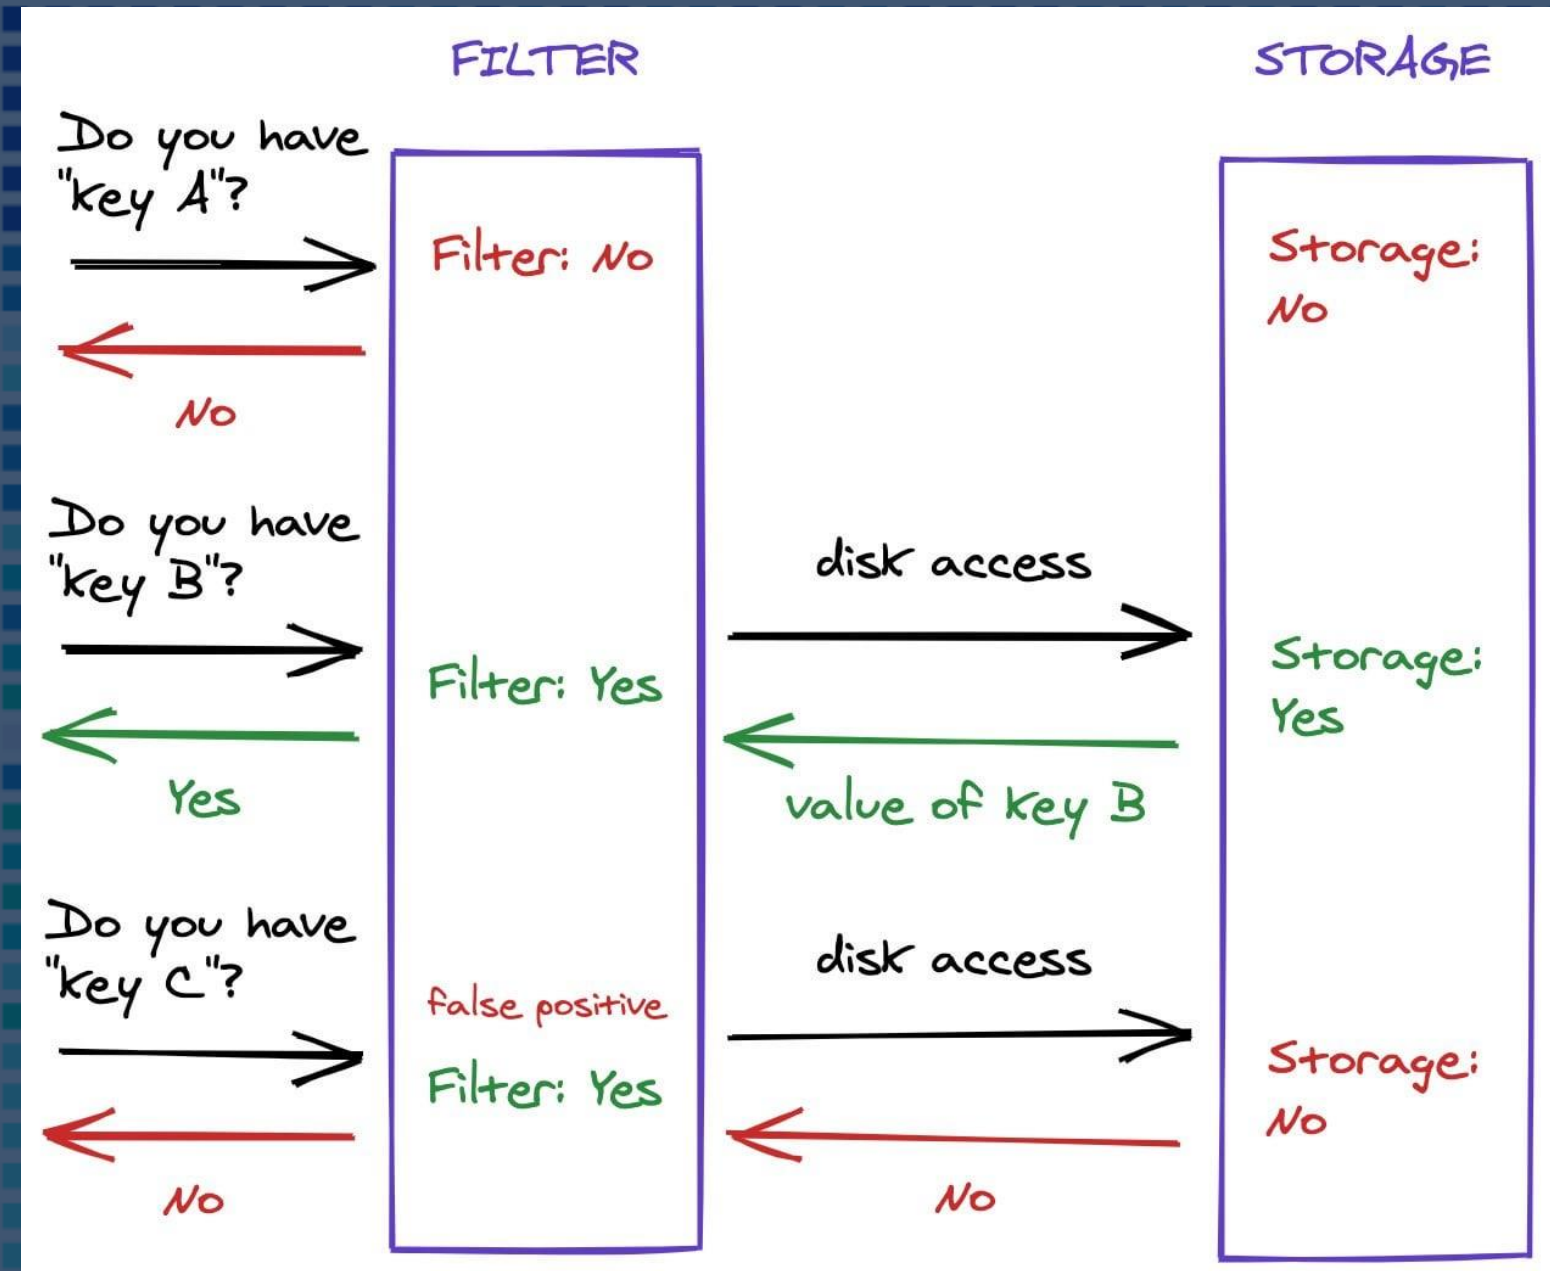 FILTER
STORAGE
Do you have
"key A"?
Filter: No
Storage:
No
No
Do you have
"key B"?
disk access
Filter: Yes
Storage:
Yes
Yes
value of key B
Do you have
"key C"?
disk access
false positive
Filter: Yes
Storage:
No
No
No